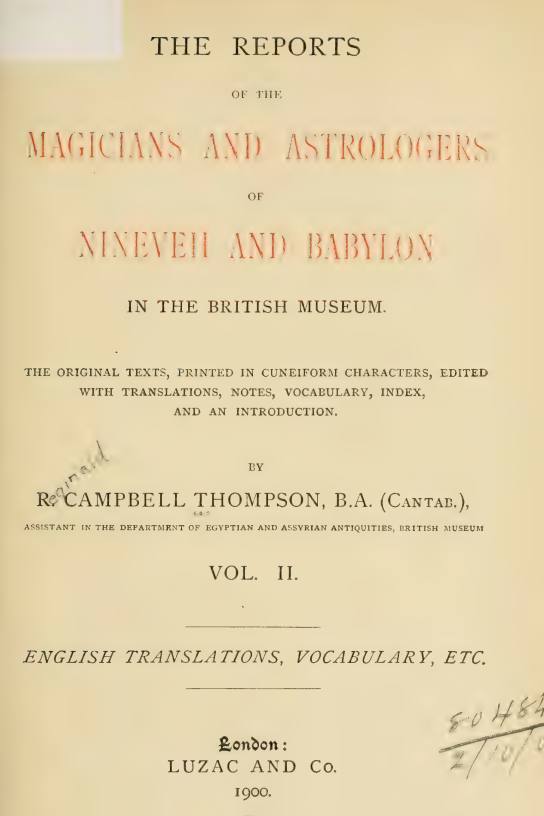 THE REPORTS
OF THE
MAGICIANS AND ASTROLOGERS
OF
NINEVEH AND BABYLON
IN THE BRITISH MUSEUM.
THE ORIGINAL TEXTS, PRINTED IN CUNEIFORM CHARACTERS, EDITED
WITH TRANSLATIONS, NOTES, VOCABULARY, INDEX,
AND AN INTRODUCTION.
BY
Reginald
R. CAMPBELL THOMPSON, B.A. (CANTAB.),
ASSISTANT IN THE DEPARTMENT OF EGYPTIAN AND ASSYRIAN ANTIQUITIES, BRITISH MUSEUM
VOL. II.
ENGLISH TRANSLATIONS, VOCABULARY, ETC.
80484
London:
LUZAC AND Co.
1900.